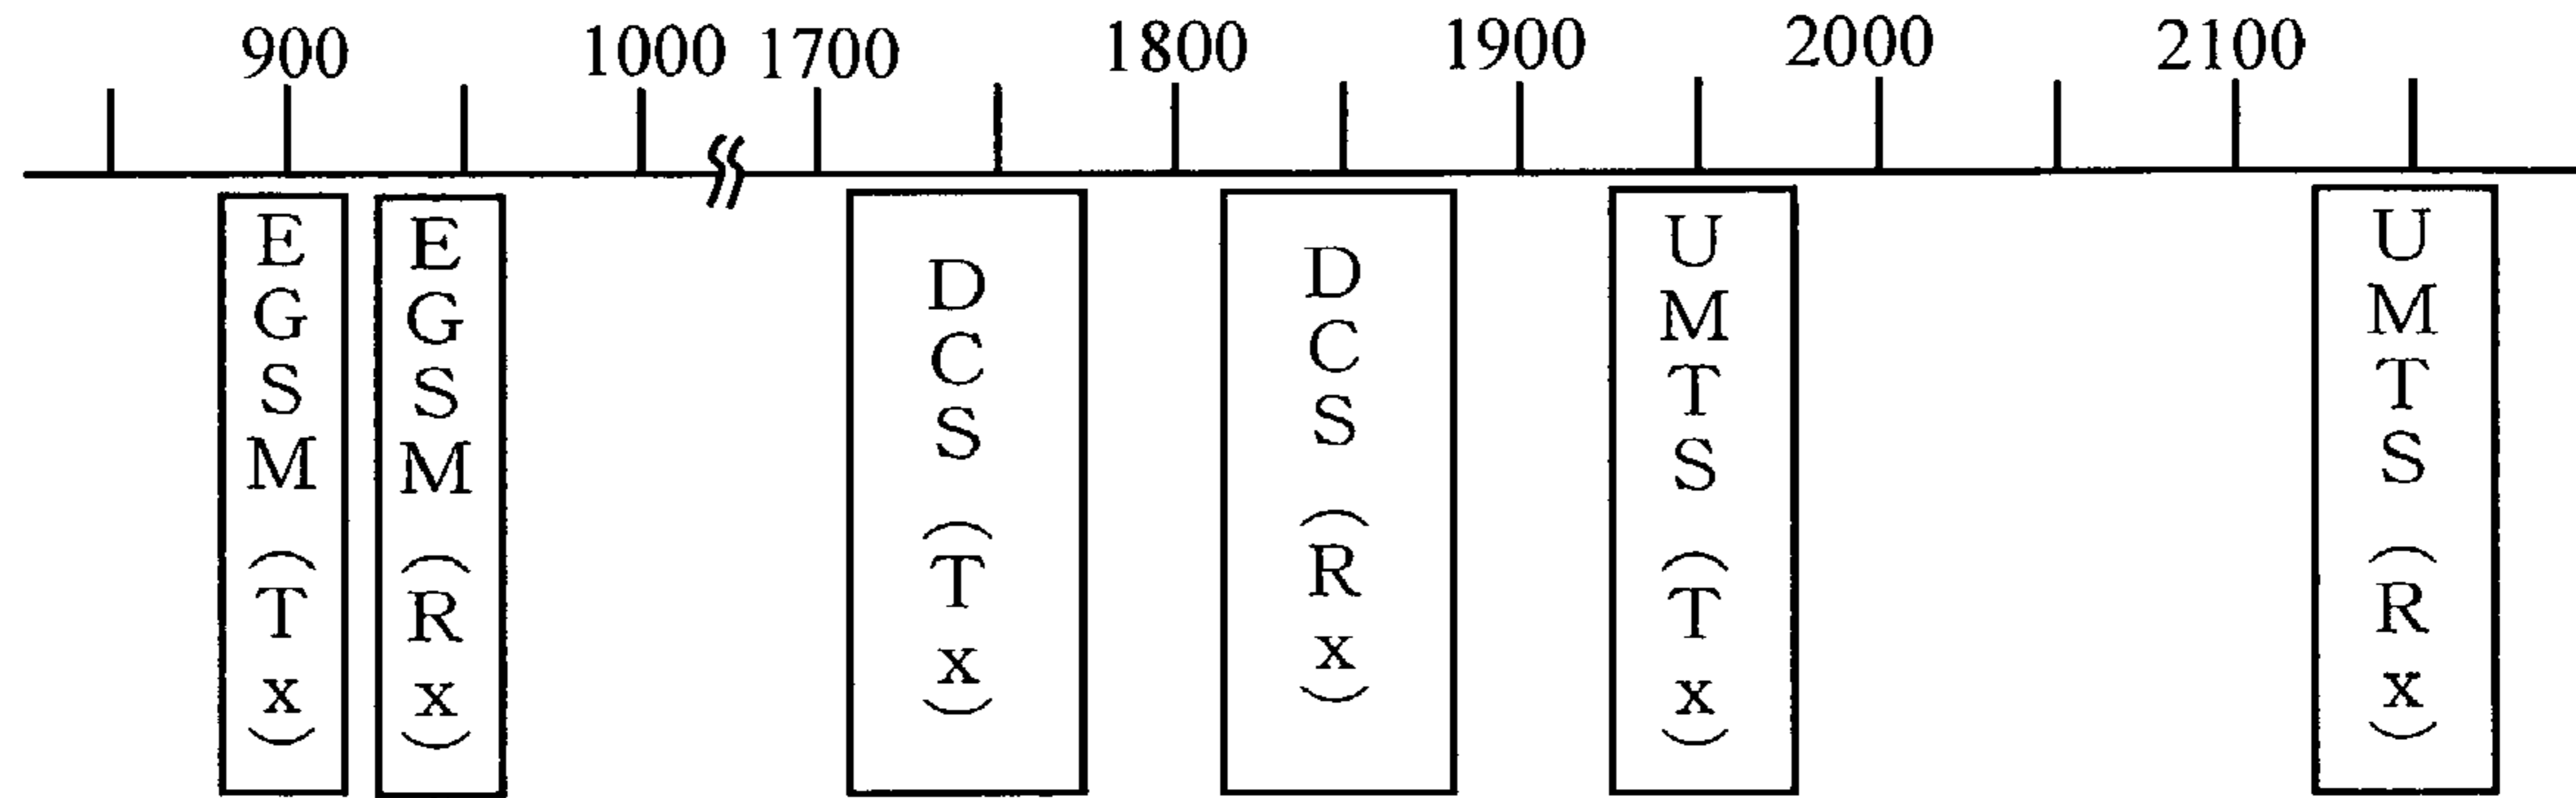 900
1000
1700
1800
1900
2000
2100
EGSM (Tx)
EGSM (Rx)
DCS (Tx)
DCS (Rx)
UMTS (Tx)
UMTS (Rx)